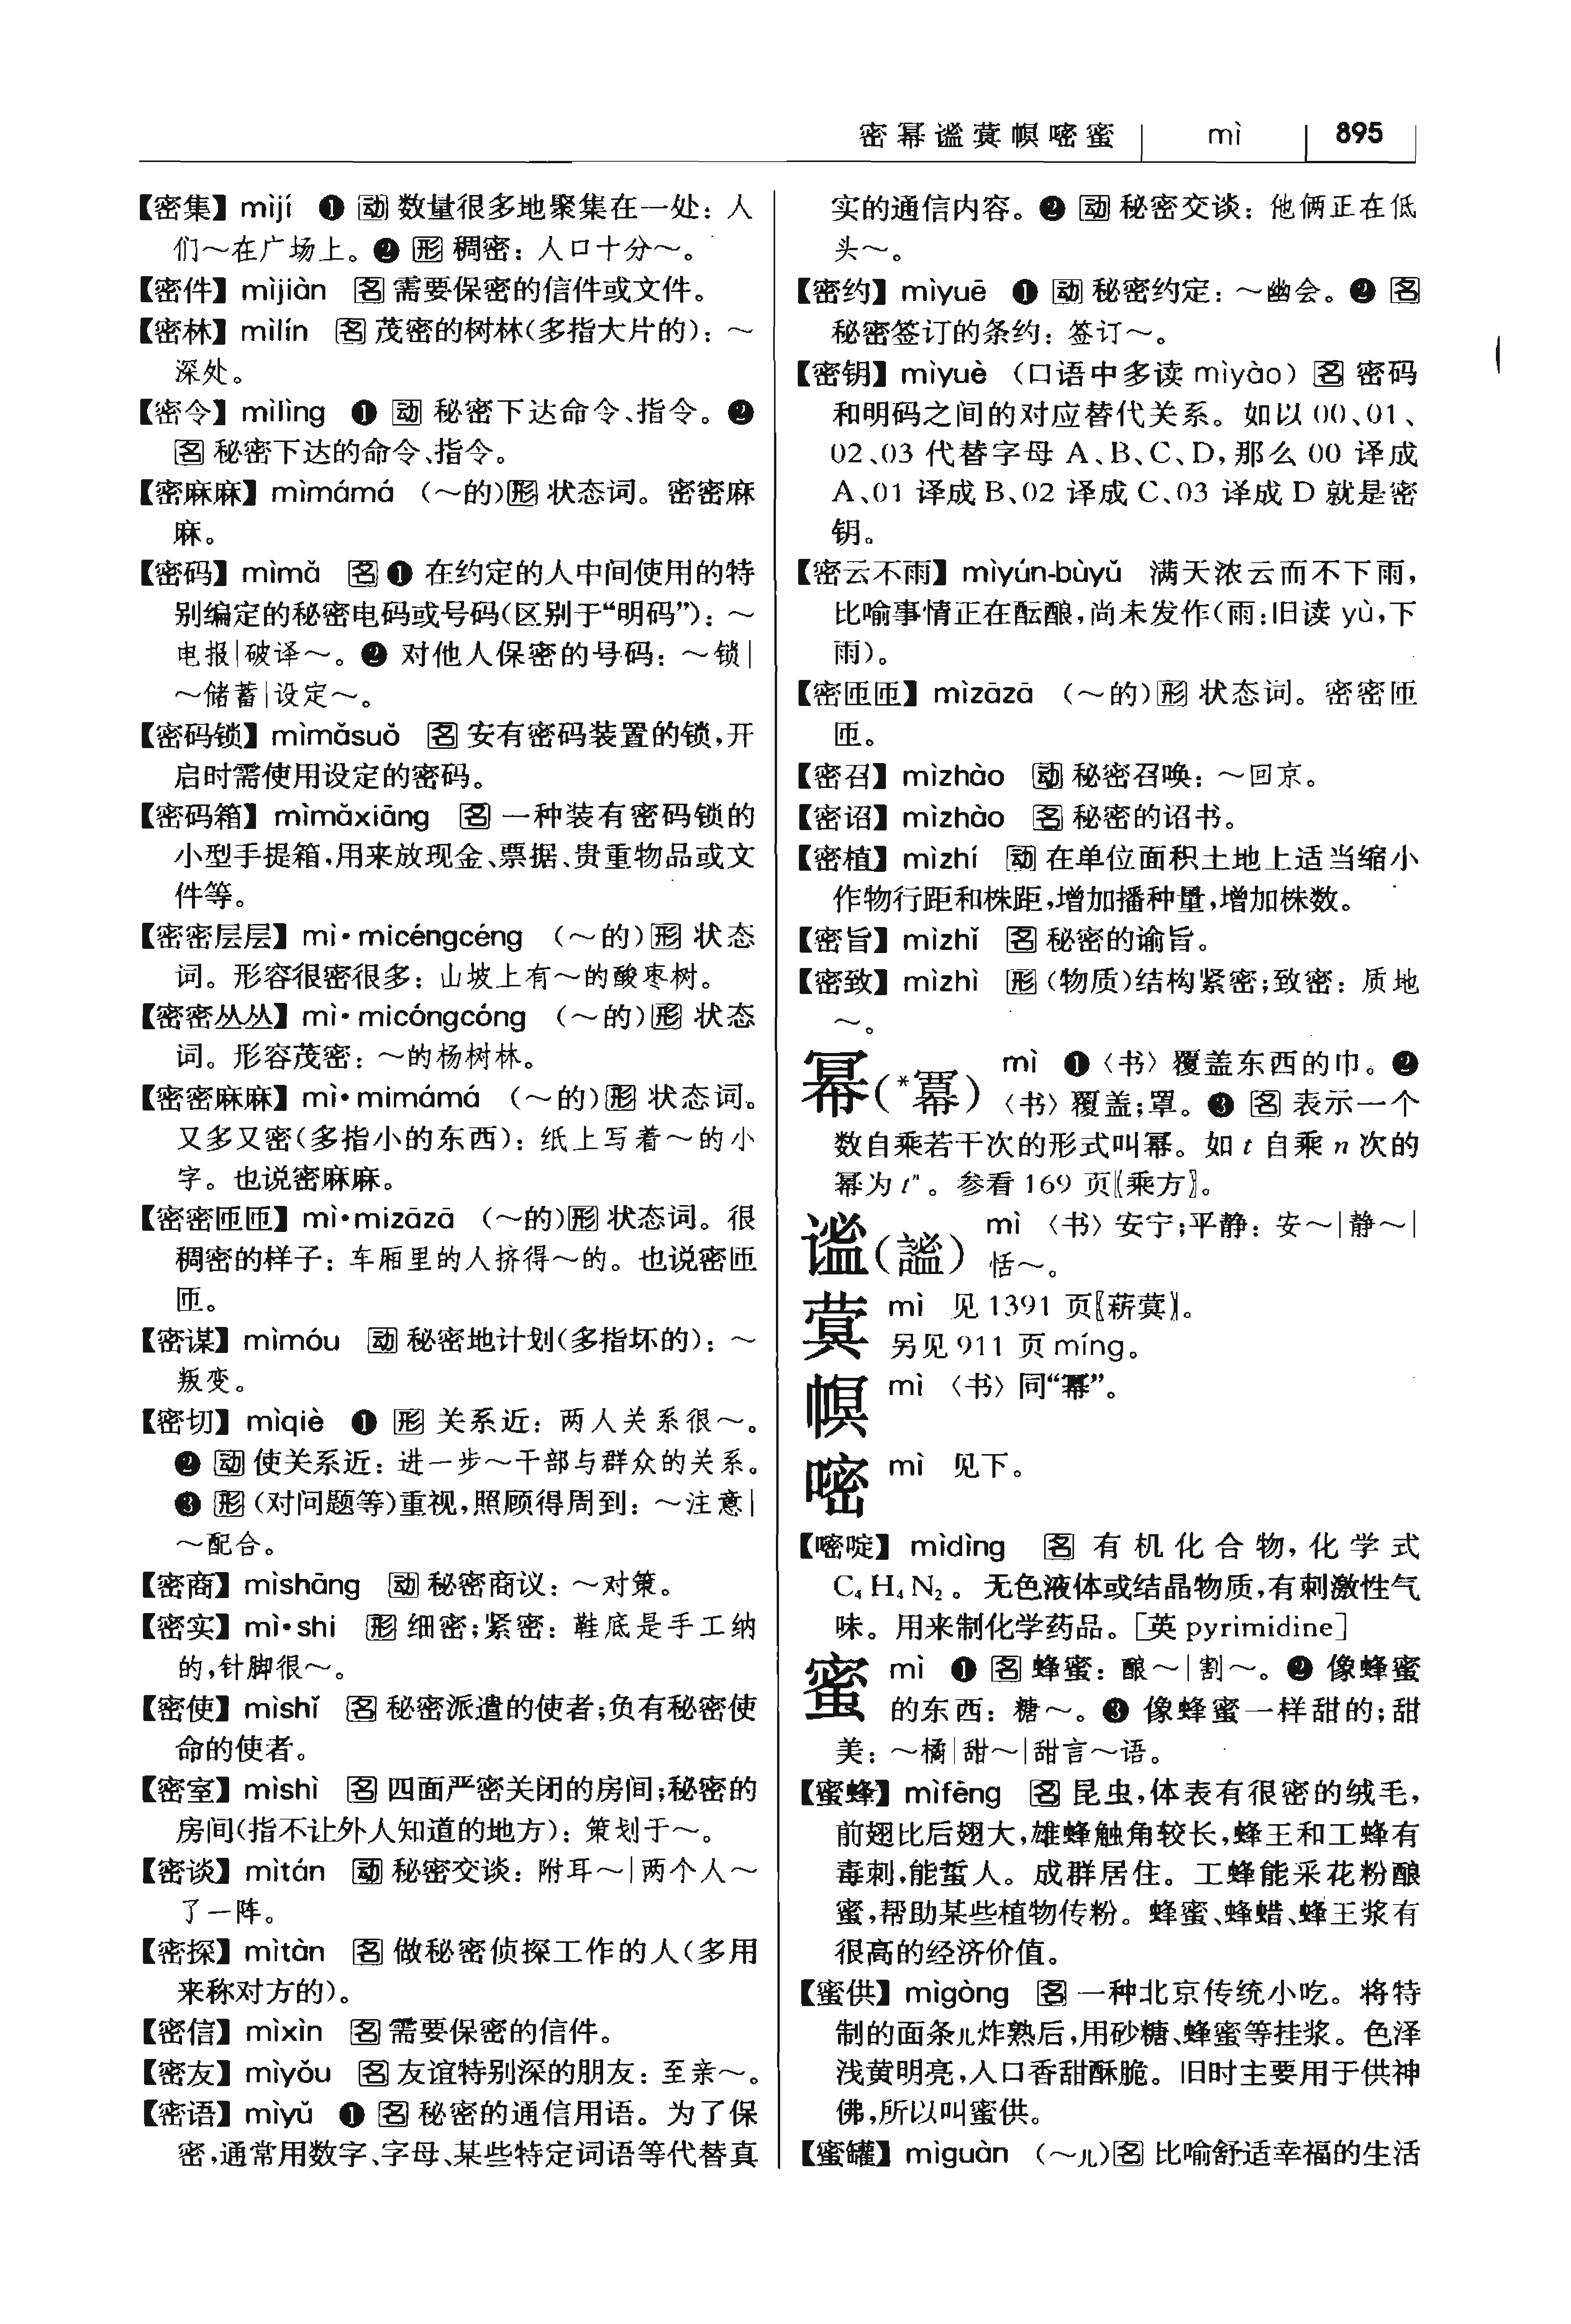 密幂谧蓂幎嘧蜜 mì 895
【密集】 mìjí ❶ 动 数量很多地聚集在一处：人
们～在广场上。❷ 形 稠密：人口十分～。
【密件】 mìjiàn 名 需要保密的信件或文件。
【密林】 mìlín 名 茂密的树林(多指大片的)：～
深处。
【密令】 mìlìng ❶ 动 秘密下达命令、指令。❷
名 秘密下达的命令、指令。
【密麻麻】 mìmámá （～的）形 状态词。密密麻
麻。
【密码】 mìmǎ 名 ❶ 在约定的人中间使用的特
别编定的秘密电码或号码(区别于“明码”)：～
电报|破译～。❷ 对他人保密的号码：～锁|
～储蓄|设定～。
【密码锁】 mìmǎsuǒ 名 安有密码装置的锁，开
启时需使用设定的密码。
【密码箱】 mìmǎxiāng 名 一种装有密码锁的
小型手提箱，用来放现金、票据、贵重物品或文
件等。
【密密层层】 mì·micéngcéng （～的）形 状态
词。形容很密很多：山坡上有～的酸枣树。
【密密丛丛】 mì·micóngcóng （～的）形 状态
词。形容茂密：～的杨树林。
【密密麻麻】 mì·mimámá （～的）形 状态词。
又多又密(多指小的东西)：纸上写着～的小
字。也说密麻麻。
【密密匝匝】 mì·mizāzā （～的）形 状态词。很
稠密的样子：车厢里的人挤得～的。也说密匝
匝。
【密谋】 mìmóu 动 秘密地计划(多指坏的)：～
叛变。
【密切】 mìqiè ❶ 形 关系近：两人关系很～。
❷ 动 使关系近：进一步～干部与群众的关系。
❸ 形 (对问题等)重视，照顾得周到：～注意|
～配合。
【密商】 mìshāng 动 秘密商议：～对策。
【密实】 mì·shi 形 细密；紧密：鞋底是手工纳
的，针脚很～。
【密使】 mìshǐ 名 秘密派遣的使者；负有秘密使
命的使者。
【密室】 mìshì 名 四面严密关闭的房间；秘密的
房间(指不让外人知道的地方)：策划于～。
【密谈】 mìtán 动 秘密交谈：附耳～|两个人～
了一阵。
【密探】 mìtàn 名 做秘密侦探工作的人(多用
来称对方的)。
【密信】 mìxìn 名 需要保密的信件。
【密友】 mìyǒu 名 友谊特别深的朋友：至亲～。
【密语】 mìyǔ ❶ 名 秘密的通信用语。为了保
密，通常用数字、字母、某些特定词语等代替真
实的通信内容。❷ 动 秘密交谈：他俩正在低
头～。
【密约】 mìyuē ❶ 动 秘密约定：～幽会。❷ 名
秘密签订的条约：签订～。
【密钥】 mìyuè （口语中多读 mìyào）名 密码
和明码之间的对应替代关系。如以 00、01、
02、03 代替字母 A、B、C、D，那么 00 译成
A、01 译成 B、02 译成 C、03 译成 D 就是密
钥。
【密云不雨】 mìyún-bùyǔ 满天浓云而不下雨，
比喻事情正在酝酿，尚未发作(雨：旧读 yù，下
雨)。
【密匝匝】 mìzāzā （～的）形 状态词。密密匝
匝。
【密召】 mìzhào 动 秘密召唤：～回京。
【密诏】 mìzhào 名 秘密的诏书。
【密植】 mìzhí 动 在单位面积土地上适当缩小
作物行距和株距，增加播种量，增加株数。
【密旨】 mìzhǐ 名 秘密的谕旨。
【密致】 mìzhì 形 (物质)结构紧密；致密：质地
～。
幂(*冪) mì ❶〈书〉覆盖东西的巾。❷
〈书〉覆盖；罩。❸ 名 表示一个
数自乘若干次的形式叫幂。如 t 自乘 n 次的
幂为 tⁿ。参看 169 页〖乘方〗。
谧(謐) mì 〈书〉安宁；平静：安～|静～|
恬～。
蓂 mì 见 1391 页〖菥蓂〗。
另见 911 页 míng。
幎 mì 〈书〉同“幂”。
嘧 mì 见下。
【嘧啶】 mìdìng 名 有机化合物，化学式
C₄H₄N₂。无色液体或结晶物质，有刺激性气
味。用来制化学药品。[英 pyrimidine]
蜜 mì ❶ 名 蜂蜜：酿～|割～。❷ 像蜂蜜
的东西：糖～。❸ 像蜂蜜一样甜的；甜
美：～橘|甜～|甜言～语。
【蜜蜂】 mìfēng 名 昆虫，体表有很密的绒毛，
前翅比后翅大，雄蜂触角较长，蜂王和工蜂有
毒刺，能蜇人。成群居住。工蜂能采花粉酿
蜜，帮助某些植物传粉。蜂蜜、蜂蜡、蜂王浆有
很高的经济价值。
【蜜供】 mìgòng 名 一种北京传统小吃。将特
制的面条儿炸熟后，用砂糖、蜂蜜等挂浆。色泽
浅黄明亮，入口香甜酥脆。旧时主要用于供神
佛，所以叫蜜供。
【蜜罐】 mìguàn （～儿）名 比喻舒适幸福的生活